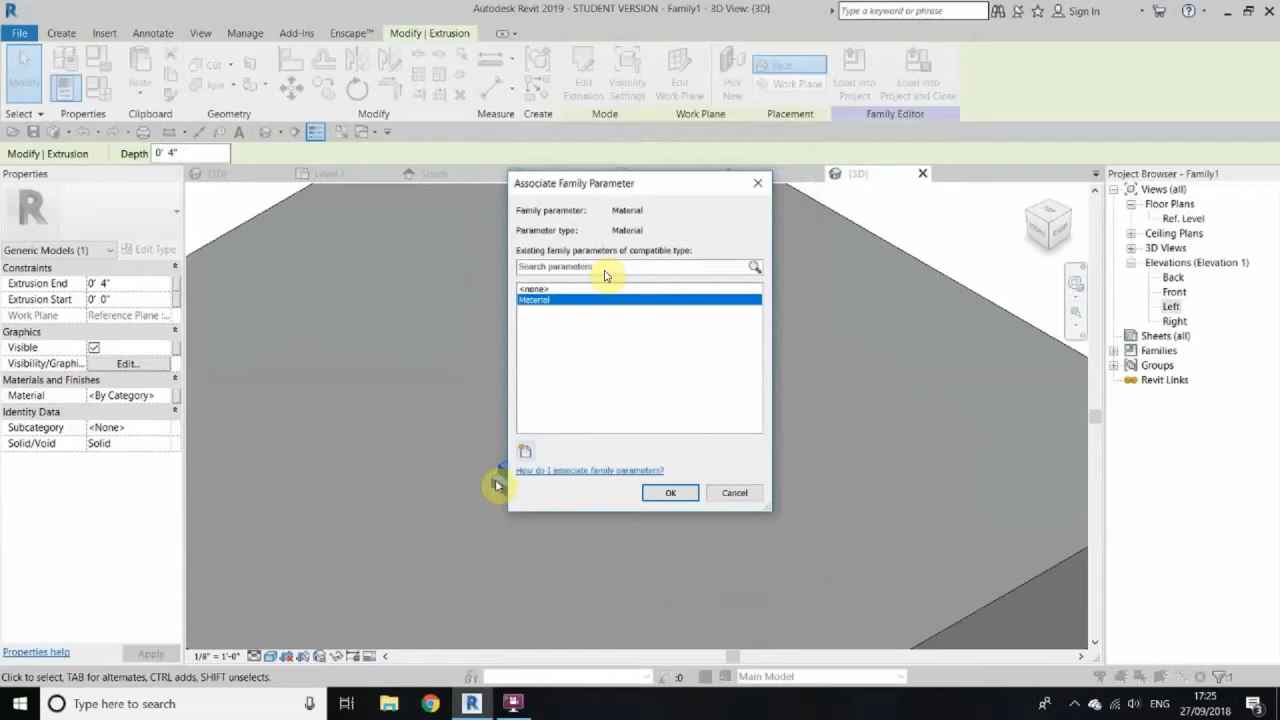 Autodesk Revit 2019 - STUDENT VERSION - Family1 - 3D View: {3D}
Type a keyword or phrase
Sign In
File Create Insert Annotate View Manage Add-Ins Enscape™ Modify | Extrusion
Modify
Paste
Cut
Join
Edit Extrusion
Visibility Settings
Edit Work Plane
Pick New
Face
Work Plane
Load into Project
Load into Project and Close
Select Properties Clipboard Geometry Modify Measure Create Mode Work Plane Placement Family Editor
Modify | Extrusion Depth 0' 4"
Properties
{3D} Level 1 South {3D}
Project Browser - Family1
Generic Models (1) Edit Type
Constraints
Extrusion End 0' 4"
Extrusion Start 0' 0"
Work Plane Reference Plane :...
Graphics
Visible
Visibility/Graphi... Edit...
Materials and Finishes
Material <By Category>
Identity Data
Subcategory <None>
Solid/Void Solid
Properties help Apply
Associate Family Parameter
Family parameter: Material
Parameter type: Material
Existing family parameters of compatible type:
Search parameters
<none>
Material
How do I associate family parameters?
OK Cancel
Views (all)
Floor Plans
Ref. Level
Ceiling Plans
3D Views
Elevations (Elevation 1)
Back
Front
Left
Right
Sheets (all)
Families
Groups
Revit Links
1/8" = 1'-0"
Click to select, TAB for alternates, CTRL adds, SHIFT unselects.
:0
Main Model
:1
Type here to search
ENG
17:25
27/09/2018
3